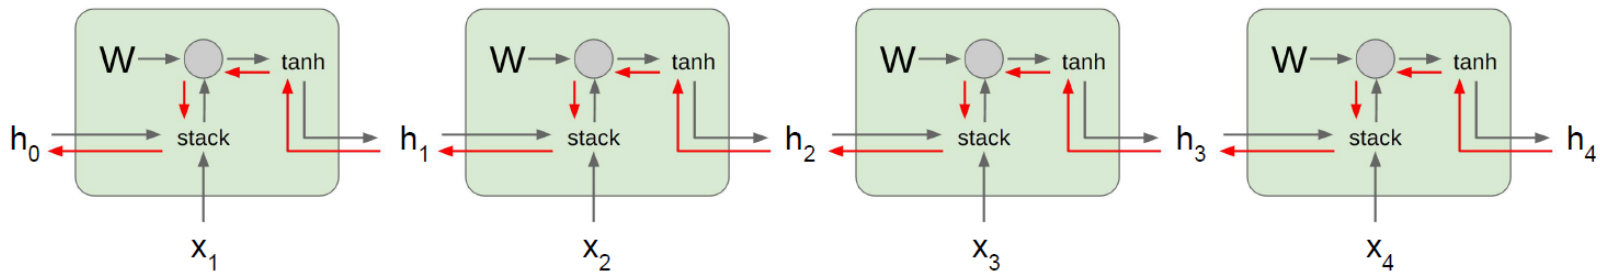 W tanh W tanh W tanh W tanh
h0 stack h1 stack h2 stack h3 stack h4
x1 x2 x3 x4